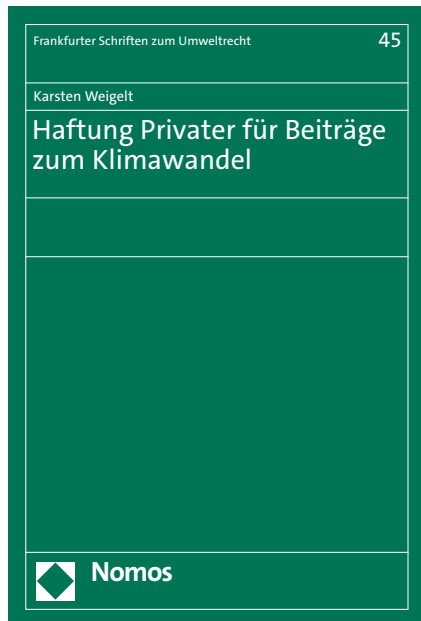 Frankfurter Schriften zum Umweltrecht 45
Karsten Weigelt
Haftung Privater für Beiträge
zum Klimawandel
Nomos